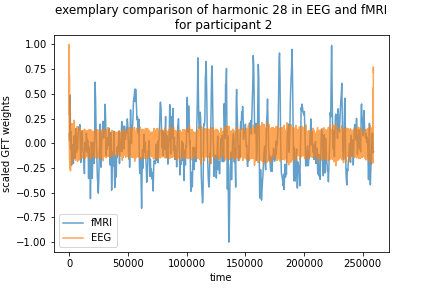 exemplary comparison of harmonic 28 in EEG and fMRI
for participant 2
scaled GFT weights
1.00
0.75
0.50
0.25
0.00
−0.25
−0.50
−0.75
−1.00
fMRI
EEG
0
50000
100000
150000
200000
250000
time